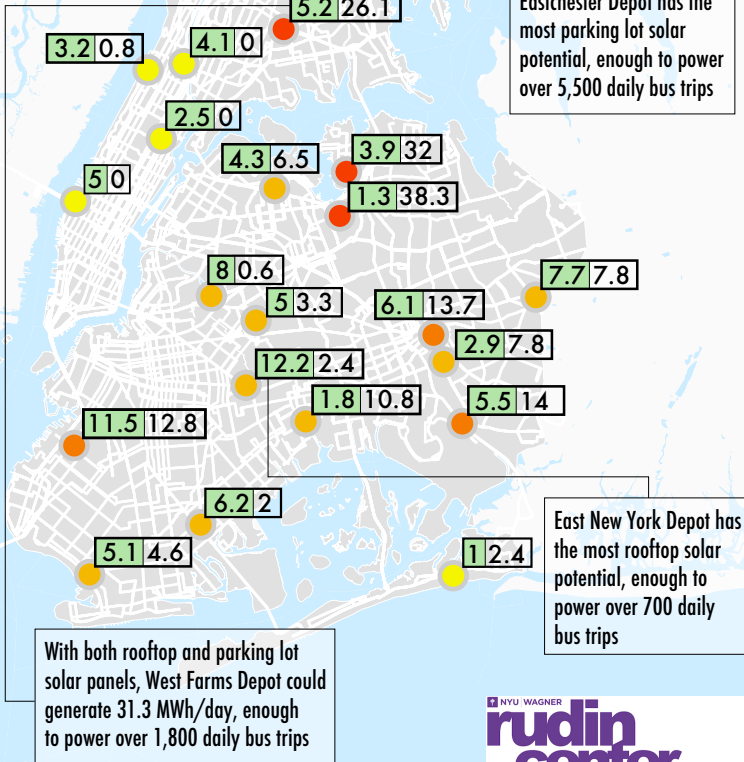 5.2 26.1
Eastchester Depot has the
most parking lot solar
potential, enough to power
over 5,500 daily bus trips
3.2 0.8
4.1 0
2.5 0
4.3 6.5
3.9 32
5 0
1.3 38.3
8 0.6
7.7 7.8
5 3.3
6.1 13.7
2.9 7.8
12.2 2.4
1.8 10.8
5.5 14
11.5 12.8
6.2 2
East New York Depot has
the most rooftop solar
potential, enough to
power over 700 daily
bus trips
5.1 4.6
1 2.4
With both rooftop and parking lot
solar panels, West Farms Depot could
generate 31.3 MWh/day, enough
to power over 1,800 daily bus trips
NYU WAGNER
rudin
center